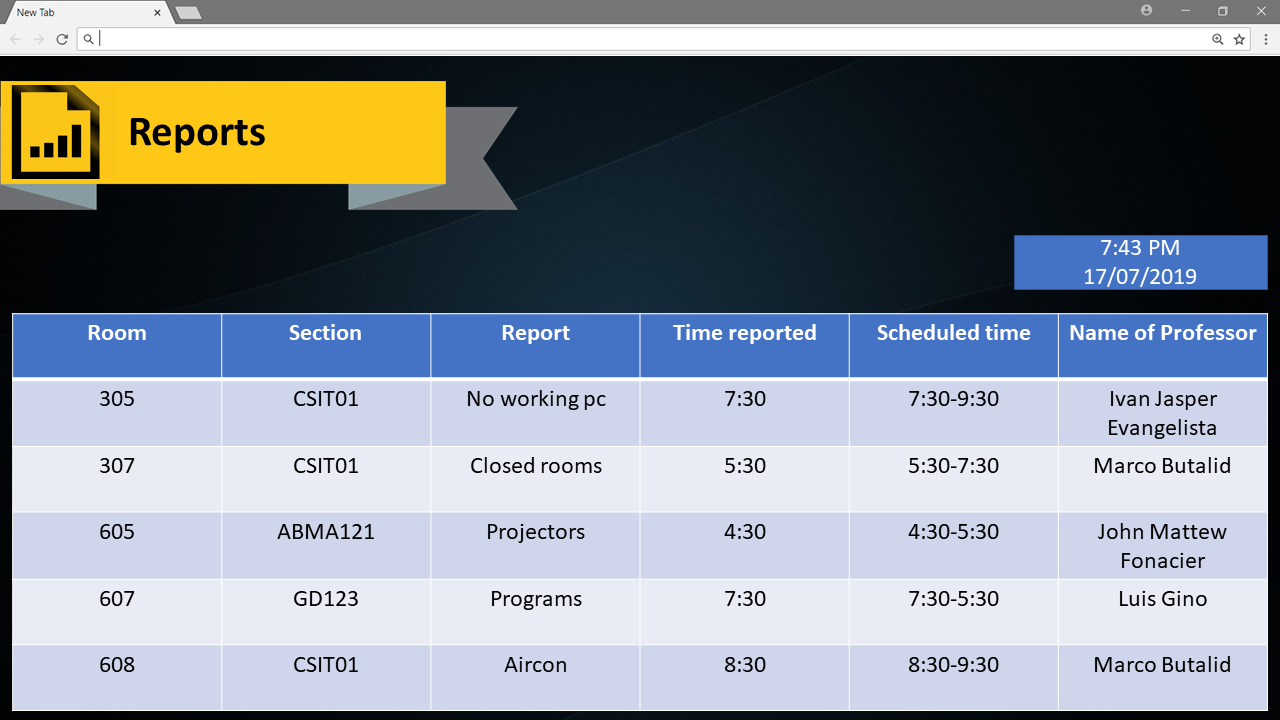 New Tab
Reports
7:43 PM
17/07/2019
Room Section Report Time reported Scheduled time Name of Professor
305 CSIT01 No working pc 7:30 7:30-9:30 Ivan Jasper
Evangelista
307 CSIT01 Closed rooms 5:30 5:30-7:30 Marco Butalid
605 ABMA121 Projectors 4:30 4:30-5:30 John Mattew
Fonacier
607 GD123 Programs 7:30 7:30-5:30 Luis Gino
608 CSIT01 Aircon 8:30 8:30-9:30 Marco Butalid